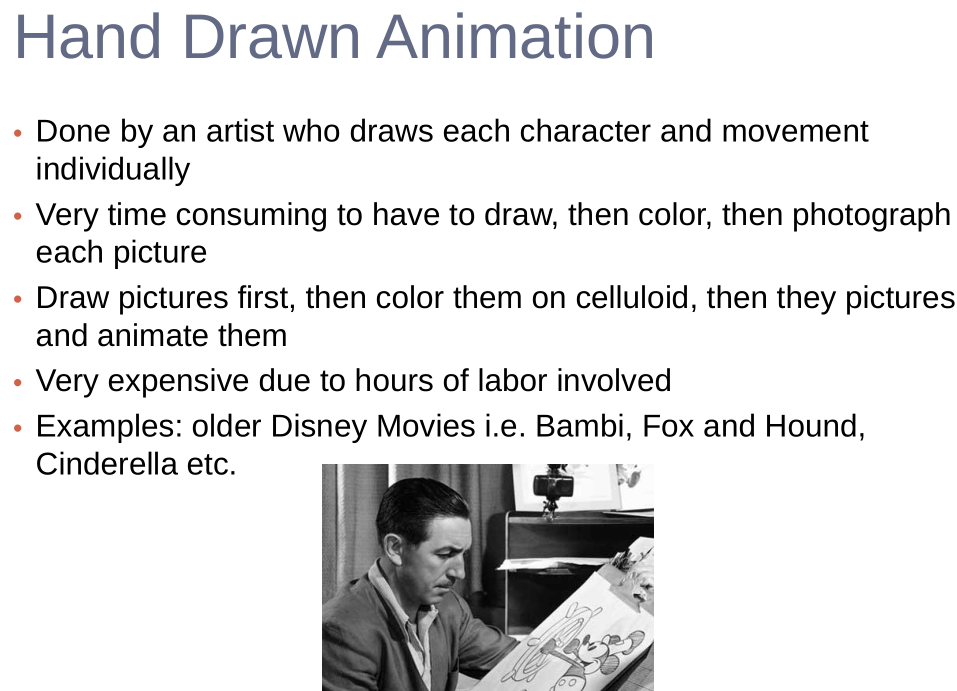 Hand Drawn Animation
• Done by an artist who draws each character and movement
individually
• Very time consuming to have to draw, then color, then photograph
each picture
• Draw pictures first, then color them on celluloid, then they pictures
and animate them
• Very expensive due to hours of labor involved
• Examples: older Disney Movies i.e. Bambi, Fox and Hound,
Cinderella etc.